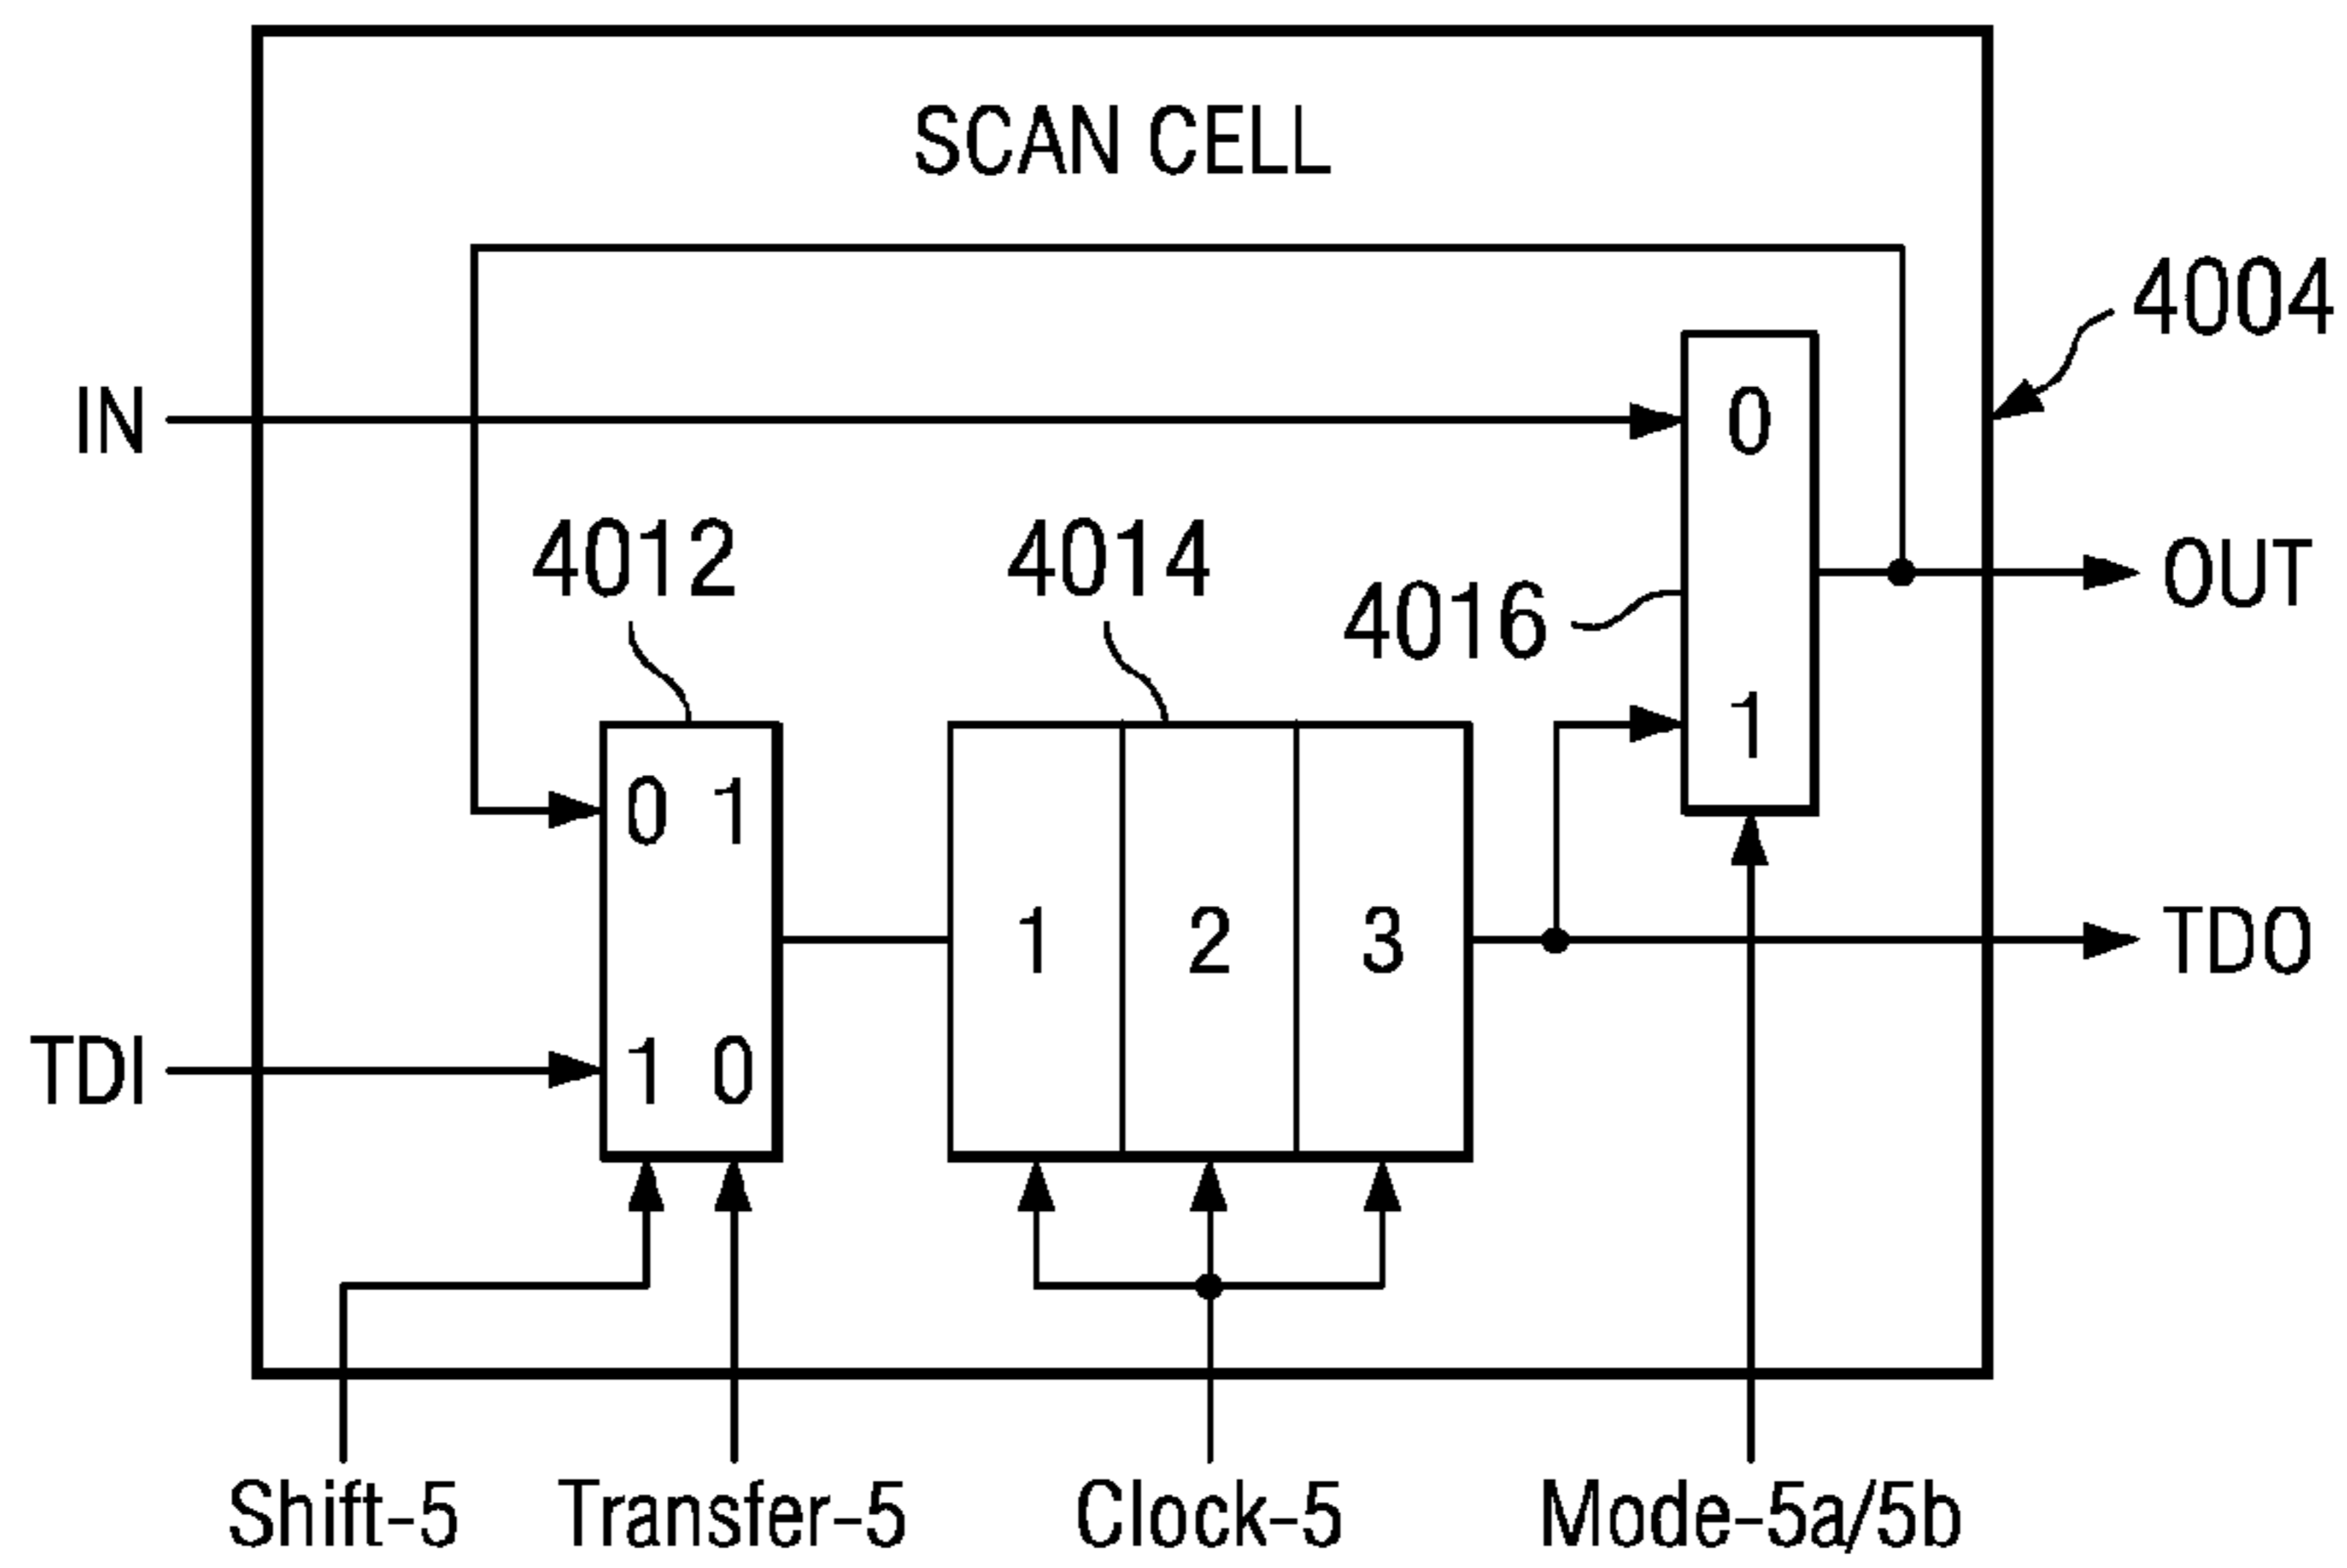 SCAN CELL
4004
IN
0
4012
4014
OUT
4016
1
0 1
1
2
3
TDO
TDI
1 0
Shift-5
Transfer-5
Clock-5
Mode-5a/5b